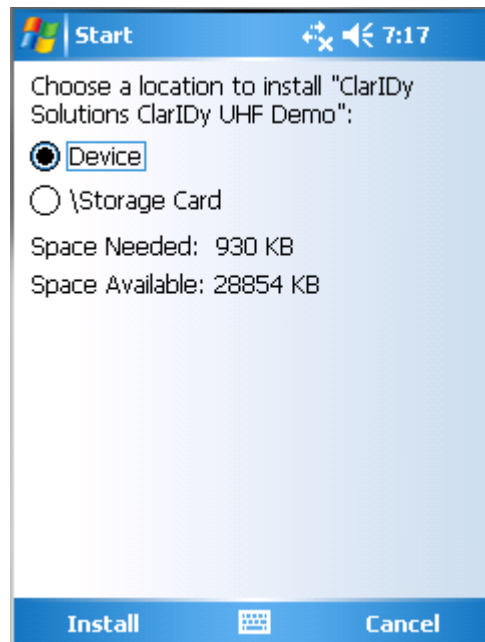 Start 7:17
Choose a location to install "ClarIDy
Solutions ClarIDy UHF Demo":
Device
\Storage Card
Space Needed: 930 KB
Space Available: 28854 KB
Install Cancel